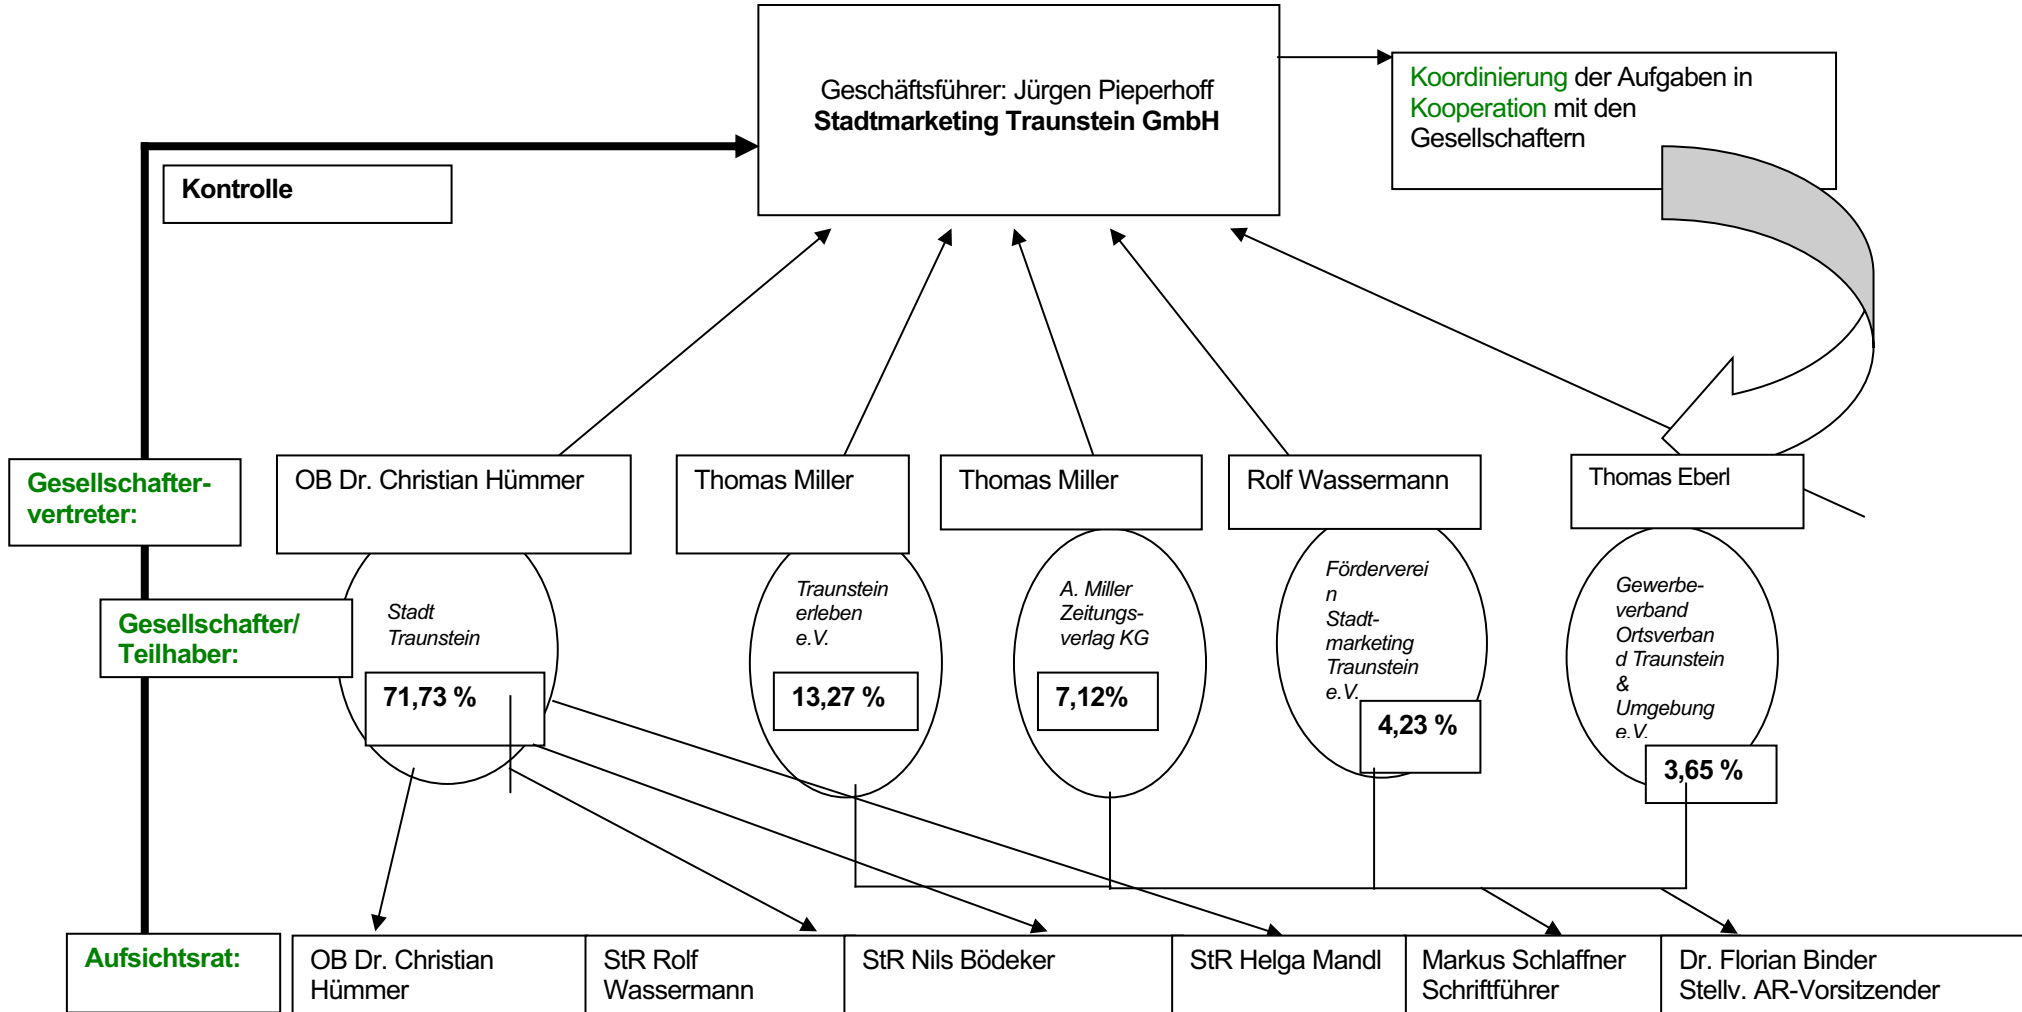 Geschäftsführer: Jürgen Pieperhoff
Stadtmarketing Traunstein GmbH
Koordinierung der Aufgaben in
Kooperation mit den
Gesellschaftern
Kontrolle
Gesellschafter-
vertreter:
OB Dr. Christian Hümmer
Thomas Miller
Thomas Miller
Rolf Wassermann
Thomas Eberl
Gesellschafter/
Teilhaber:
Stadt
Traunstein
71,73 %
Traunstein
erleben
e.V.
13,27 %
A. Miller
Zeitungs-
verlag KG
7,12%
Förderverei
n
Stadt-
marketing
Traunstein
e.V.
4,23 %
Gewerbe-
verband
Ortsverban
d Traunstein
&
Umgebung
e.V.
3,65 %
Aufsichtsrat:
OB Dr. Christian
Hümmer
StR Rolf
Wassermann
StR Nils Bödeker
StR Helga Mandl
Markus Schlaffner
Schriftführer
Dr. Florian Binder
Stellv. AR-Vorsitzender